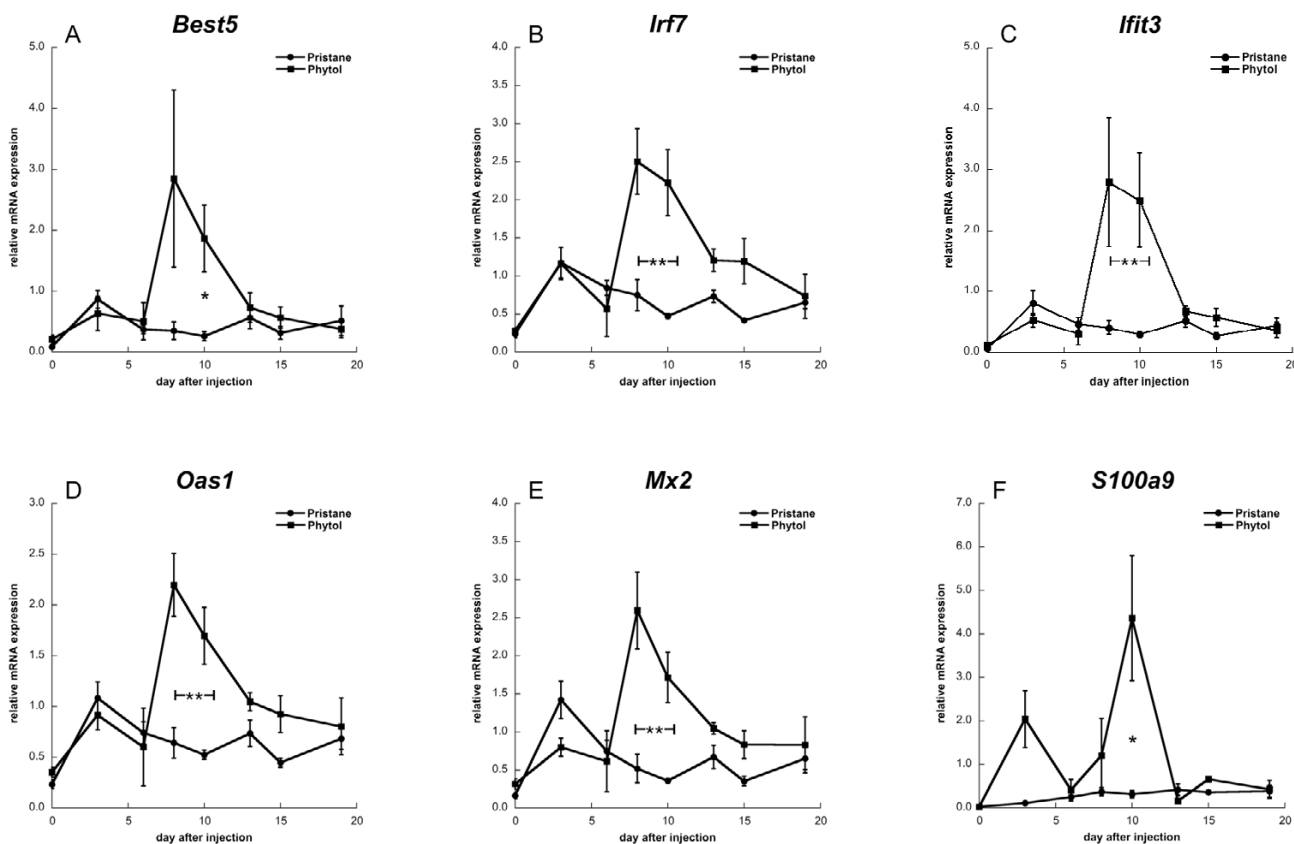 A
Best5
5.0
4.0
3.0
2.0
1.0
0.0
relative mRNA expression
Pristane
Phytol
*
0
5
10
15
20
day after injection
B
Irf7
4.0
3.5
3.0
2.5
2.0
1.5
1.0
0.5
0.0
relative mRNA expression
Pristane
Phytol
**
0
5
10
15
20
day after injection
C
Ifit3
5.0
4.0
3.0
2.0
1.0
0.0
relative mRNA expression
Pristane
Phytol
**
0
5
10
15
20
day after injection
D
Oas1
3.0
2.5
2.0
1.5
1.0
0.5
0.0
relative mRNA expression
Pristane
Phytol
**
0
5
10
15
20
day after injection
E
Mx2
4.0
3.5
3.0
2.5
2.0
1.5
1.0
0.5
0.0
relative mRNA expression
Pristane
Phytol
**
0
5
10
15
20
day after injection
F
S100a9
7.0
6.0
5.0
4.0
3.0
2.0
1.0
0.0
relative mRNA expression
Pristane
Phytol
*
0
5
10
15
20
day after injection